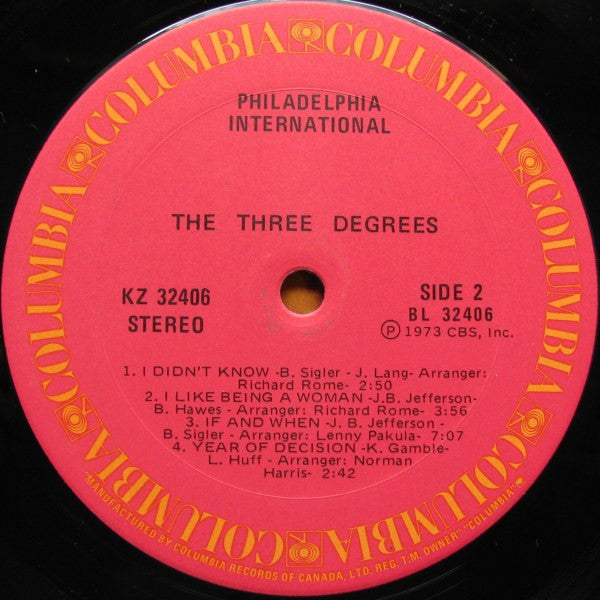 COLUMBIA COLUMBIA COLUMBIA COLUMBIA COLUMBIA COLUMBIA COLUMBIA COLUMBIA
PHILADELPHIA
INTERNATIONAL
THE THREE DEGREES
KZ 32406
STEREO
SIDE 2
BL 32406
Ⓟ 1973 CBS, Inc.
1. I DIDN'T KNOW -B. Sigler - J. Lang- Arranger:
Richard Rome- 2:50
2. I LIKE BEING A WOMAN -J.B. Jefferson-
B. Hawes - Arranger: Richard Rome- 3:56
3. IF AND WHEN -J. B. Jefferson -
B. Sigler - Arranger: Lenny Pakula- 7:07
4. YEAR OF DECISION -K. Gamble-
L. Huff - Arranger: Norman
Harris- 2:42
"MANUFACTURED BY COLUMBIA RECORDS OF CANADA, LTD. REG. T.M. OWNER" "COLUMBIA"